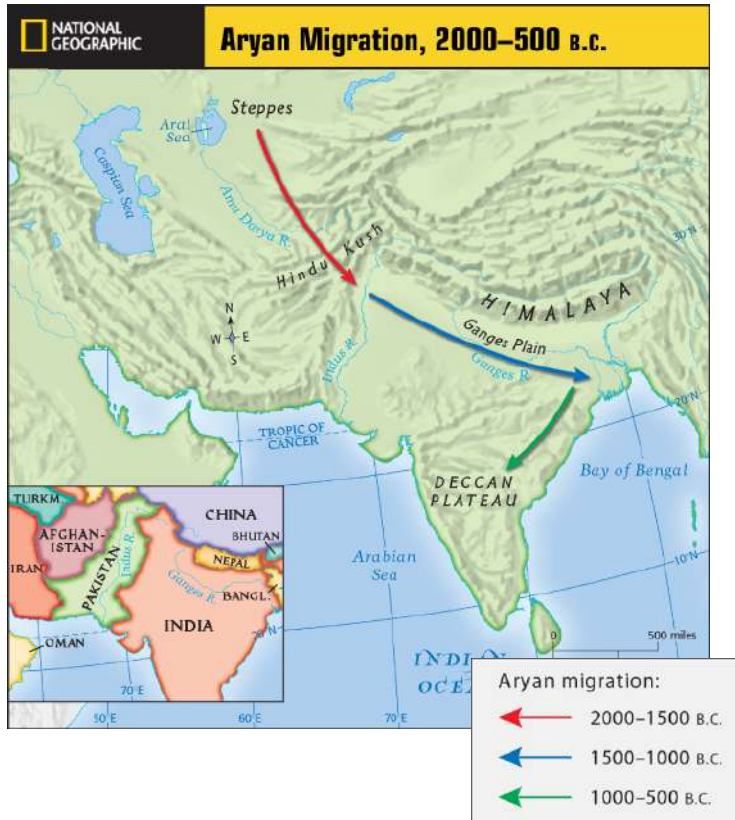 NATIONAL
GEOGRAPHIC
Aryan Migration, 2000–500 B.C.
Steppes
Aral
Sea
Caspian Sea
Amu Darya R.
Hindu Kush
30°N
HIMALAYA
N
W E
S
Ganges Plain
Ganges R.
Indus R.
20°N
TROPIC OF
CANCER
DECCAN
PLATEAU
Bay of Bengal
Arabian
Sea
10°N
0 500 miles
INDIAN
50°E
60°E
70°E
TURKM.
CHINA
AFGHAN-
ISTAN
BHUTAN
NEPAL
IRAN
PAKISTAN
Indus R.
Ganges R.
BANGL.
INDIA
OMAN
70°E
Aryan migration:
2000–1500 B.C.
1500–1000 B.C.
1000–500 B.C.